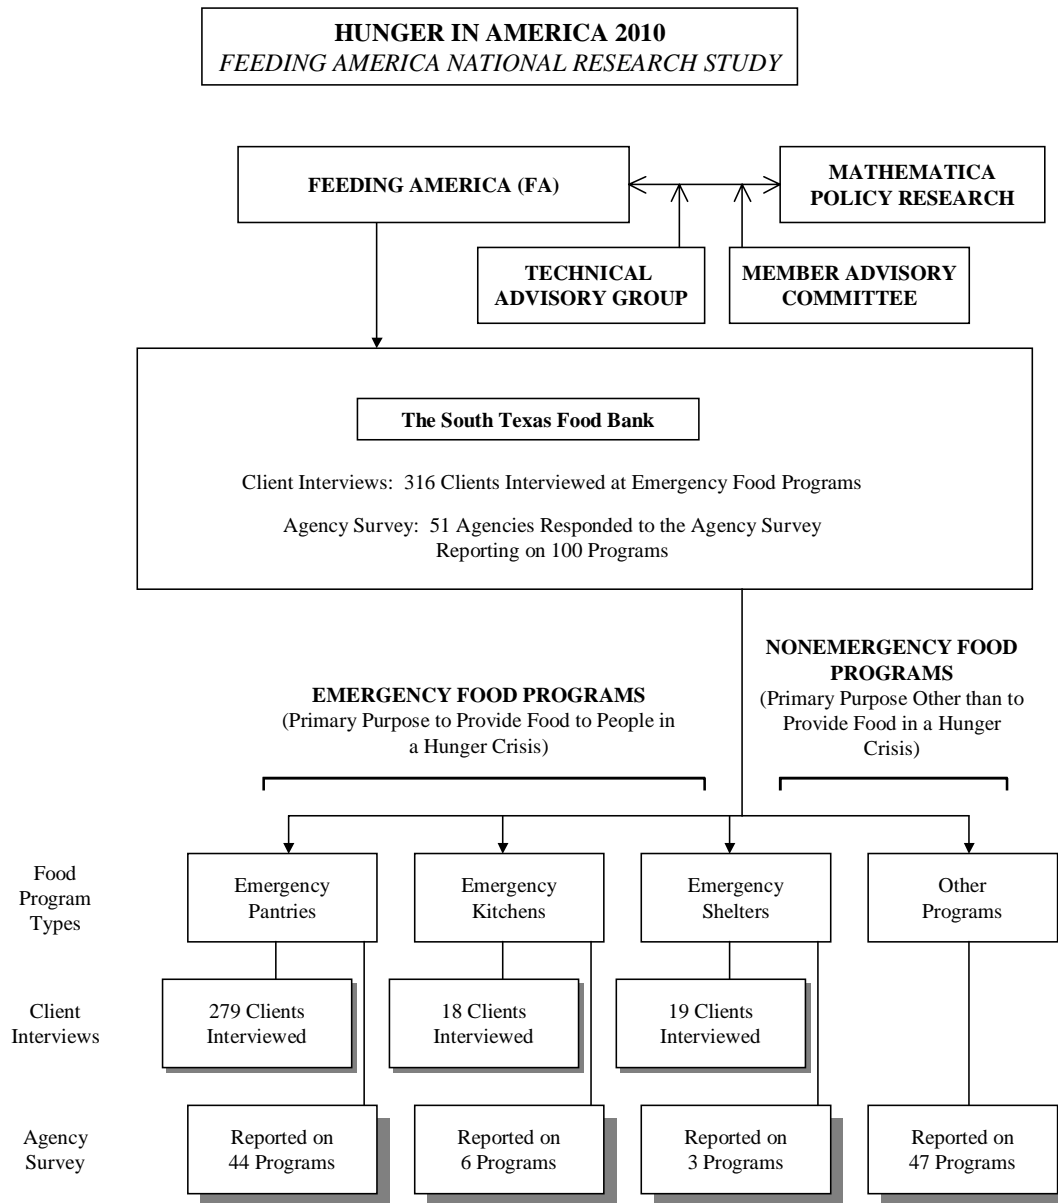 HUNGER IN AMERICA 2010
FEEDING AMERICA NATIONAL RESEARCH STUDY
FEEDING AMERICA (FA)
MATHEMATICA
POLICY RESEARCH
TECHNICAL
ADVISORY GROUP
MEMBER ADVISORY
COMMITTEE
The South Texas Food Bank
Client Interviews:  316 Clients Interviewed at Emergency Food Programs
Agency Survey:  51 Agencies Responded to the Agency Survey
Reporting on 100 Programs
EMERGENCY FOOD PROGRAMS
(Primary Purpose to Provide Food to People in
a Hunger Crisis)
NONEMERGENCY FOOD
PROGRAMS
(Primary Purpose Other than to
Provide Food in a Hunger
Crisis)
Food
Program
Types
Emergency
Pantries
Emergency
Kitchens
Emergency
Shelters
Other
Programs
Client
Interviews
279 Clients
Interviewed
18 Clients
Interviewed
19 Clients
Interviewed
Agency
Survey
Reported on
44 Programs
Reported on
6 Programs
Reported on
3 Programs
Reported on
47 Programs